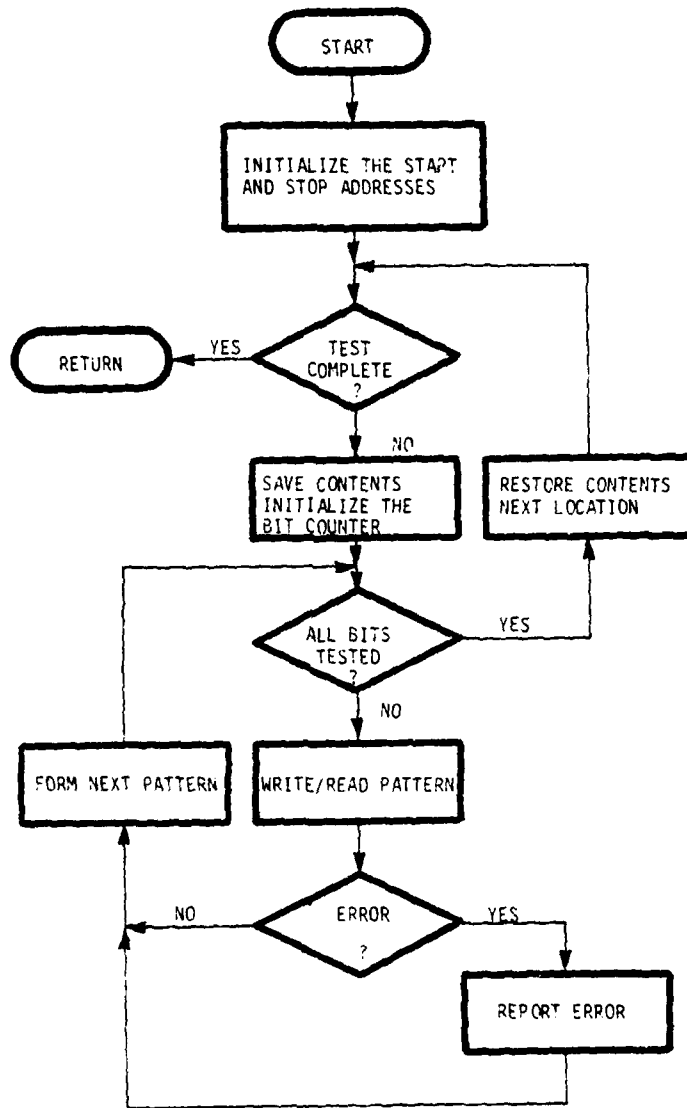 START
INITIALIZE THE START
AND STOP ADDRESSES
TEST
COMPLETE
?
YES
RETURN
NO
SAVE CONTENTS
INITIALIZE THE
BIT COUNTER
RESTORE CONTENTS
NEXT LOCATION
ALL BITS
TESTED
?
YES
NO
FORM NEXT PATTERN
WRITE/READ PATTERN
ERROR
?
NO
YES
REPORT ERROR